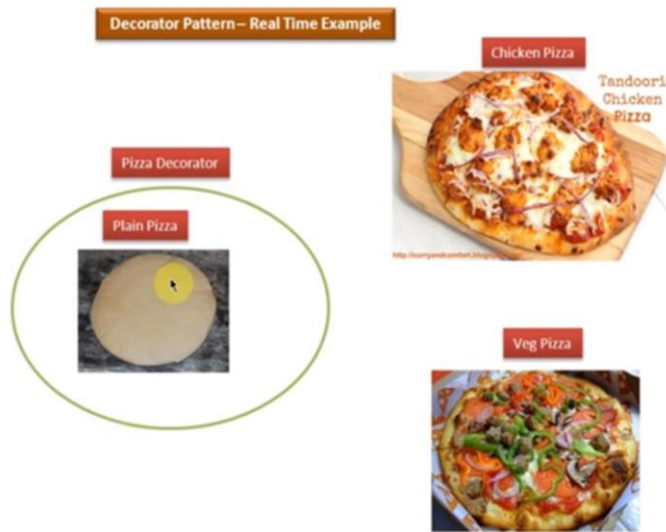 Decorator Pattern – Real Time Example
Chicken Pizza
Tandoori
Chicken
Pizza
Pizza Decorator
Plain Pizza
Veg Pizza